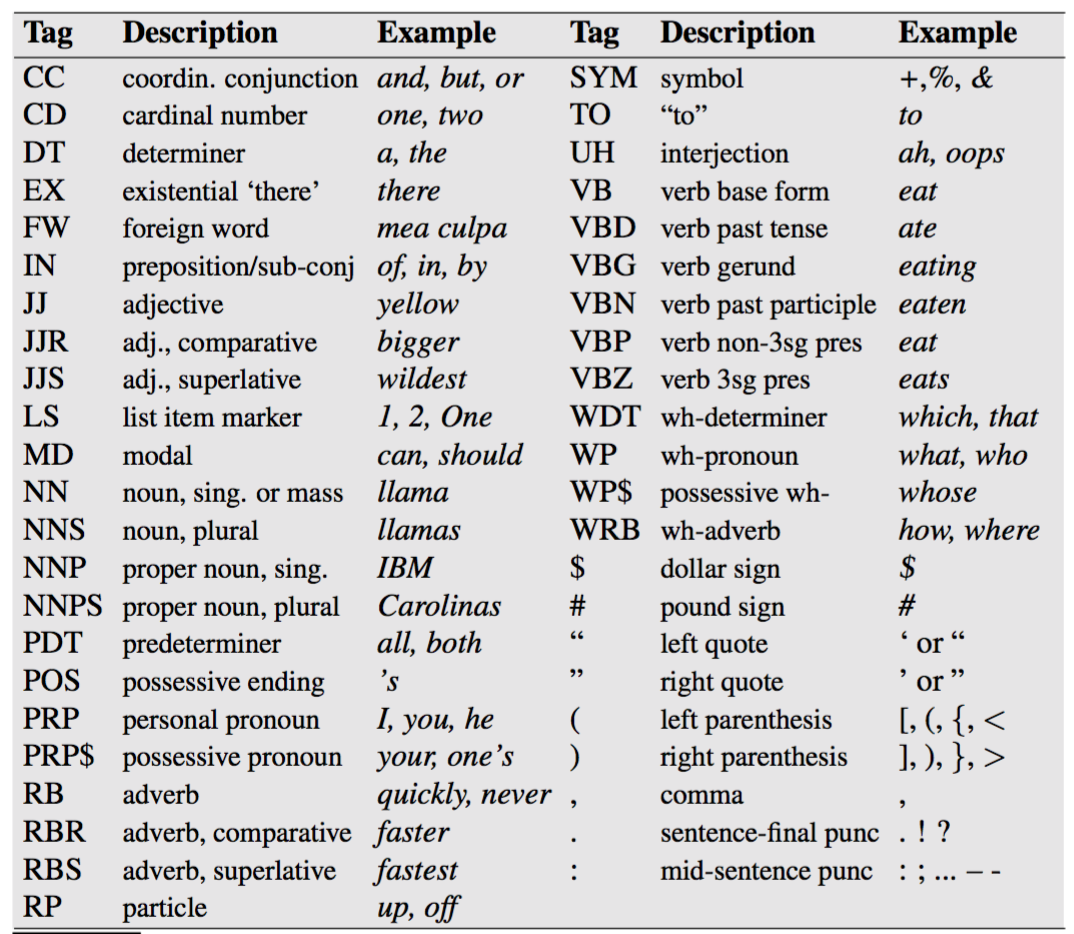 Tag Description Example Tag Description Example
CC coordin. conjunction and, but, or SYM symbol +,%, &
CD cardinal number one, two TO “to” to
DT determiner a, the UH interjection ah, oops
EX existential ‘there’ there VB verb base form eat
FW foreign word mea culpa VBD verb past tense ate
IN preposition/sub-conj of, in, by VBG verb gerund eating
JJ adjective yellow VBN verb past participle eaten
JJR adj., comparative bigger VBP verb non-3sg pres eat
JJS adj., superlative wildest VBZ verb 3sg pres eats
LS list item marker 1, 2, One WDT wh-determiner which, that
MD modal can, should WP wh-pronoun what, who
NN noun, sing. or mass llama WP$ possessive wh- whose
NNS noun, plural llamas WRB wh-adverb how, where
NNP proper noun, sing. IBM $ dollar sign $
NNPS proper noun, plural Carolinas # pound sign #
PDT predeterminer all, both “ left quote ‘ or “
POS possessive ending ’s ” right quote ’ or ”
PRP personal pronoun I, you, he ( left parenthesis [, (, {, <
PRP$ possessive pronoun your, one’s ) right parenthesis ], ), }, >
RB adverb quickly, never , comma ,
RBR adverb, comparative faster . sentence-final punc . ! ?
RBS adverb, superlative fastest : mid-sentence punc : ; ... – -
RP particle up, off